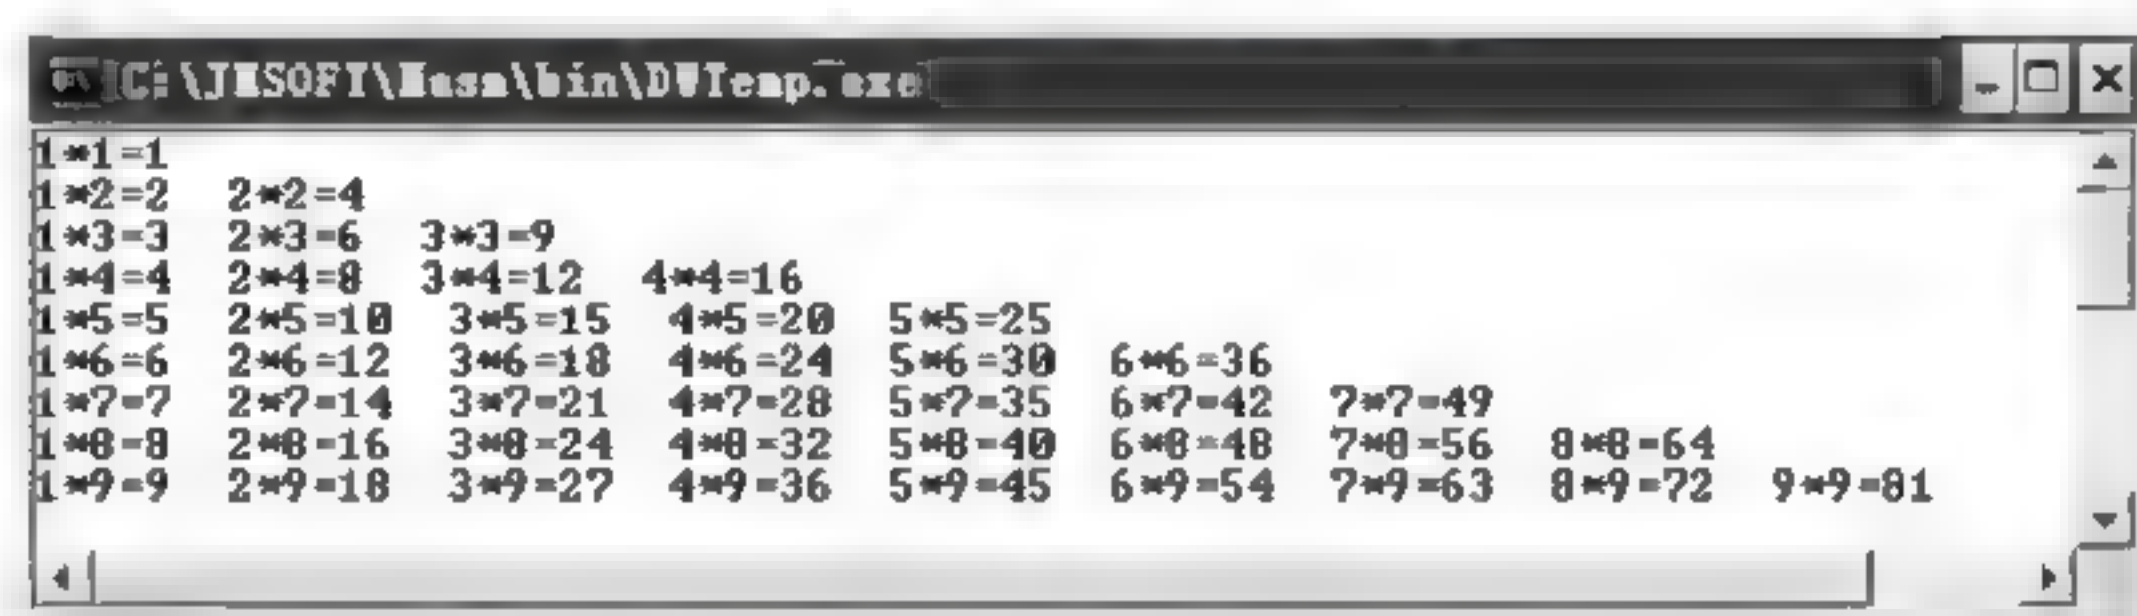 C:\JMSOFT\Masm\bin\DWTemp.exe
1*1=1
1*2=2 2*2=4
1*3=3 2*3=6 3*3=9
1*4=4 2*4=8 3*4=12 4*4=16
1*5=5 2*5=10 3*5=15 4*5=20 5*5=25
1*6=6 2*6=12 3*6=18 4*6=24 5*6=30 6*6=36
1*7=7 2*7=14 3*7=21 4*7=28 5*7=35 6*7=42 7*7=49
1*8=8 2*8=16 3*8=24 4*8=32 5*8=40 6*8=48 7*8=56 8*8=64
1*9=9 2*9=18 3*9=27 4*9=36 5*9=45 6*9=54 7*9=63 8*9=72 9*9=81